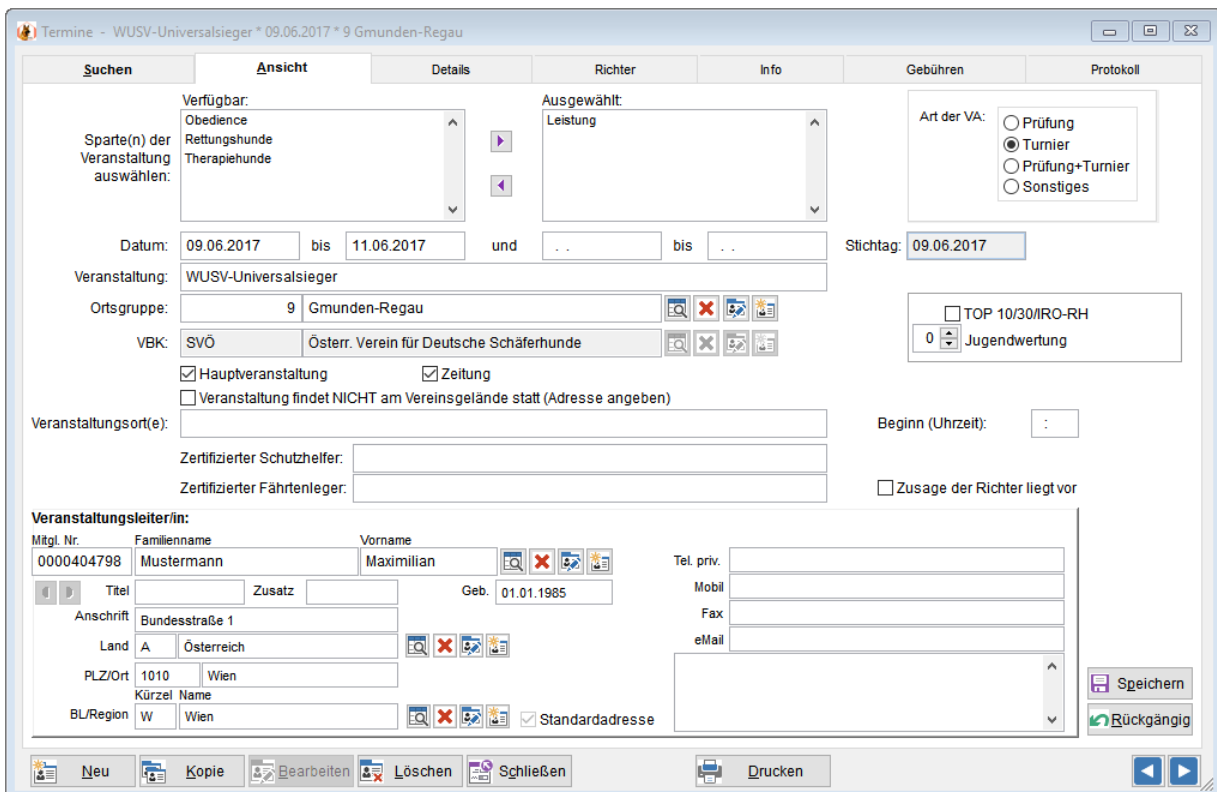 Termine - WUSV-Universalsieger * 09.06.2017 * 9 Gmunden-Regau
Suchen Ansicht Details Richter Info Gebühren Protokoll
Verfügbar: Ausgewählt:
Sparte(n) der Veranstaltung auswählen:
Obedience
Rettungshunde
Therapiehunde
Leistung
Art der VA:
Prüfung
Turnier
Prüfung+Turnier
Sonstiges
Datum: 09.06.2017 bis 11.06.2017 und . . bis . . Stichtag: 09.06.2017
Veranstaltung: WUSV-Universalsieger
Ortsgruppe: 9 Gmunden-Regau
TOP 10/30/IRO-RH
VBK: SVÖ Österr. Verein für Deutsche Schäferhunde
0 Jugendwertung
Hauptveranstaltung Zeitung
Veranstaltung findet NICHT am Vereinsgelände statt (Adresse angeben)
Veranstaltungsort(e): Beginn (Uhrzeit): :
Zertifizierter Schutzhelfer:
Zertifizierter Fährtenleger: Zusage der Richter liegt vor
Veranstaltungsleiter/in:
Mitgl. Nr. Familienname Vorname
0000404798 Mustermann Maximilian Tel. priv.
Titel Zusatz Geb. 01.01.1985 Mobil
Anschrift Bundesstraße 1 Fax
Land A Österreich eMail
PLZ/Ort 1010 Wien
Kürzel Name
BL/Region W Wien Standardadresse
Speichern
Rückgängig
Neu Kopie Bearbeiten Löschen Schließen Drucken